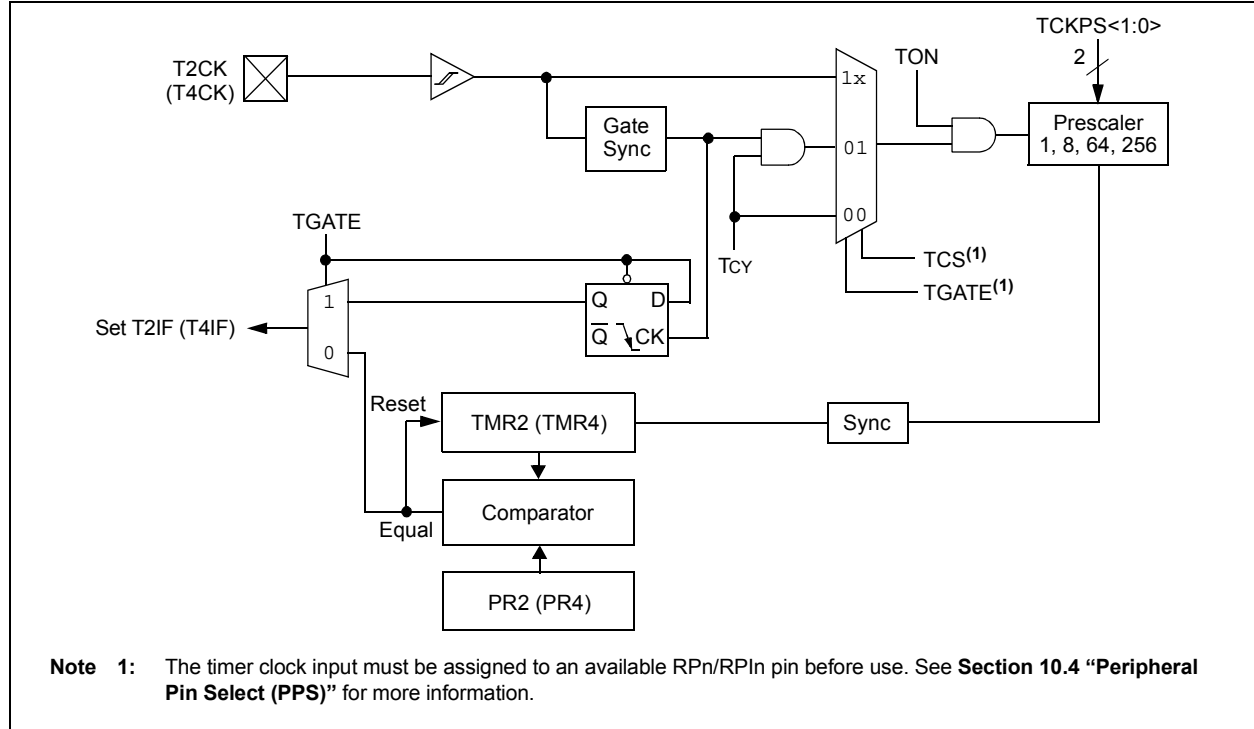 TCKPS<1:0>
2
T2CK
(T4CK)
TON
1x
Gate
Sync
Prescaler
1, 8, 64, 256
01
00
TGATE
TCY
TCS(1)
TGATE(1)
1
Q
D
Set T2IF (T4IF)
Q
CK
0
Reset
TMR2 (TMR4)
Sync
Equal
Comparator
PR2 (PR4)
Note 1: The timer clock input must be assigned to an available RPn/RPIn pin before use. See Section 10.4 “Peripheral
Pin Select (PPS)” for more information.